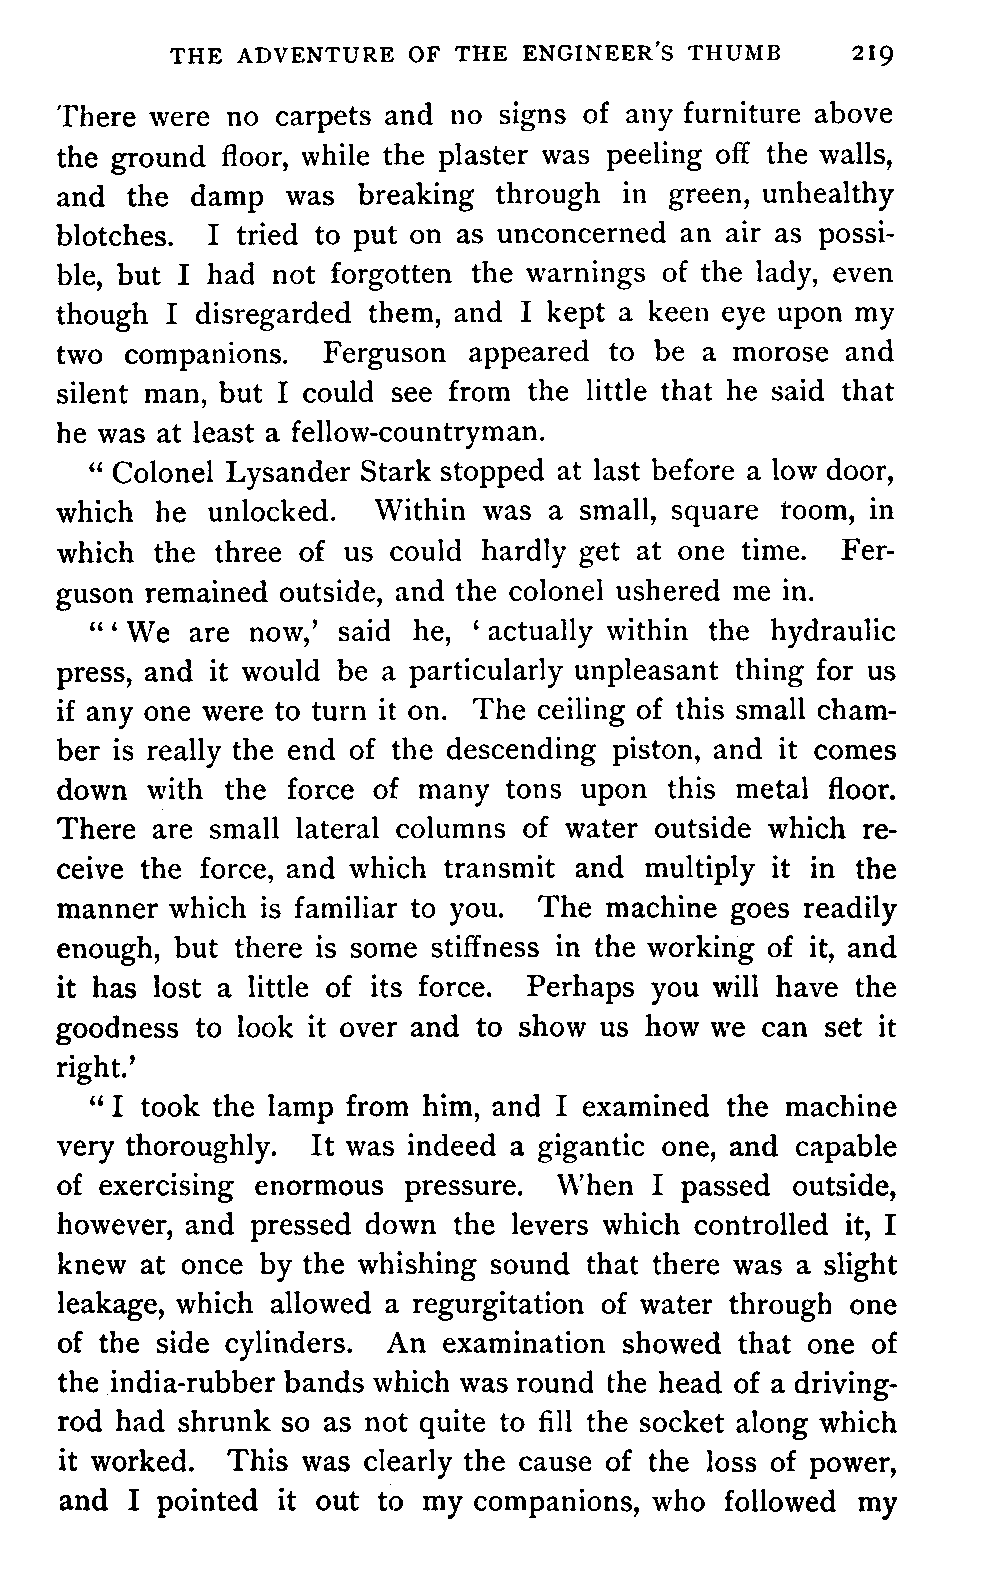 THE ADVENTURE OF THE ENGINEER'S THUMB 219
There were no carpets and no signs of any furniture above
the ground floor, while the plaster was peeling off the walls,
and the damp was breaking through in green, unhealthy
blotches. I tried to put on as unconcerned an air as possi-
ble, but I had not forgotten the warnings of the lady, even
though I disregarded them, and I kept a keen eye upon my
two companions. Ferguson appeared to be a morose and
silent man, but I could see from the little that he said that
he was at least a fellow-countryman.
“ Colonel Lysander Stark stopped at last before a low door,
which he unlocked. Within was a small, square room, in
which the three of us could hardly get at one time. Fer-
guson remained outside, and the colonel ushered me in.
“ ‘ We are now,’ said he, ‘ actually within the hydraulic
press, and it would be a particularly unpleasant thing for us
if any one were to turn it on. The ceiling of this small cham-
ber is really the end of the descending piston, and it comes
down with the force of many tons upon this metal floor.
There are small lateral columns of water outside which re-
ceive the force, and which transmit and multiply it in the
manner which is familiar to you. The machine goes readily
enough, but there is some stiffness in the working of it, and
it has lost a little of its force. Perhaps you will have the
goodness to look it over and to show us how we can set it
right.’
“ I took the lamp from him, and I examined the machine
very thoroughly. It was indeed a gigantic one, and capable
of exercising enormous pressure. When I passed outside,
however, and pressed down the levers which controlled it, I
knew at once by the whishing sound that there was a slight
leakage, which allowed a regurgitation of water through one
of the side cylinders. An examination showed that one of
the india-rubber bands which was round the head of a driving-
rod had shrunk so as not quite to fill the socket along which
it worked. This was clearly the cause of the loss of power,
and I pointed it out to my companions, who followed my